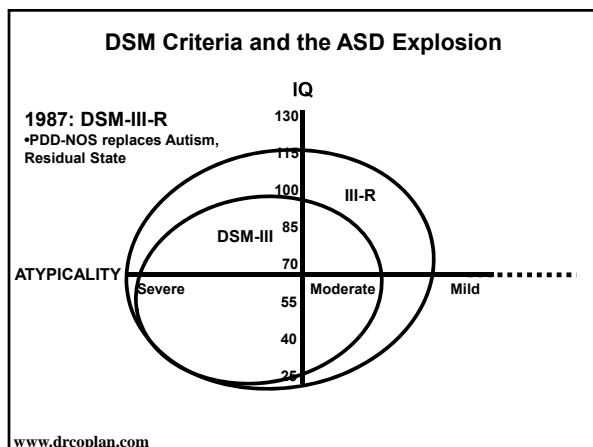 DSM Criteria and the ASD Explosion
IQ
130
1987: DSM-III-R
•PDD-NOS replaces Autism,
Residual State
115
100
III-R
85
DSM-III
70
ATYPICALITY
Severe
Moderate
Mild
55
40
25
www.drcoplan.com